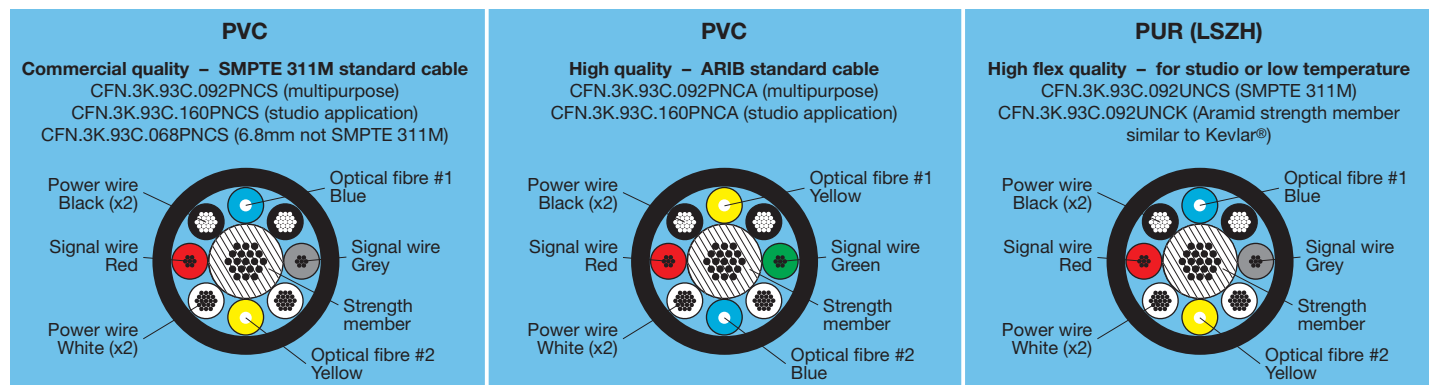 PVC
Commercial quality – SMPTE 311M standard cable
CFN.3K.93C.092PNCS (multipurpose)
CFN.3K.93C.160PNCS (studio application)
CFN.3K.93C.068PNCS (6.8mm not SMPTE 311M)
Power wire
Black (x2)
Optical fibre #1
Blue
Signal wire
Red
Signal wire
Grey
Power wire
White (x2)
Strength
member
Optical fibre #2
Yellow
PVC
High quality – ARIB standard cable
CFN.3K.93C.092PNCA (multipurpose)
CFN.3K.93C.160PNCA (studio application)
Power wire
Black (x2)
Optical fibre #1
Yellow
Signal wire
Red
Signal wire
Green
Power wire
White (x2)
Strength
member
Optical fibre #2
Blue
PUR (LSZH)
High flex quality – for studio or low temperature
CFN.3K.93C.092UNCS (SMPTE 311M)
CFN.3K.93C.092UNCK (Aramid strength member
similar to Kevlar®)
Power wire
Black (x2)
Optical fibre #1
Blue
Signal wire
Red
Signal wire
Grey
Power wire
White (x2)
Strength
member
Optical fibre #2
Yellow